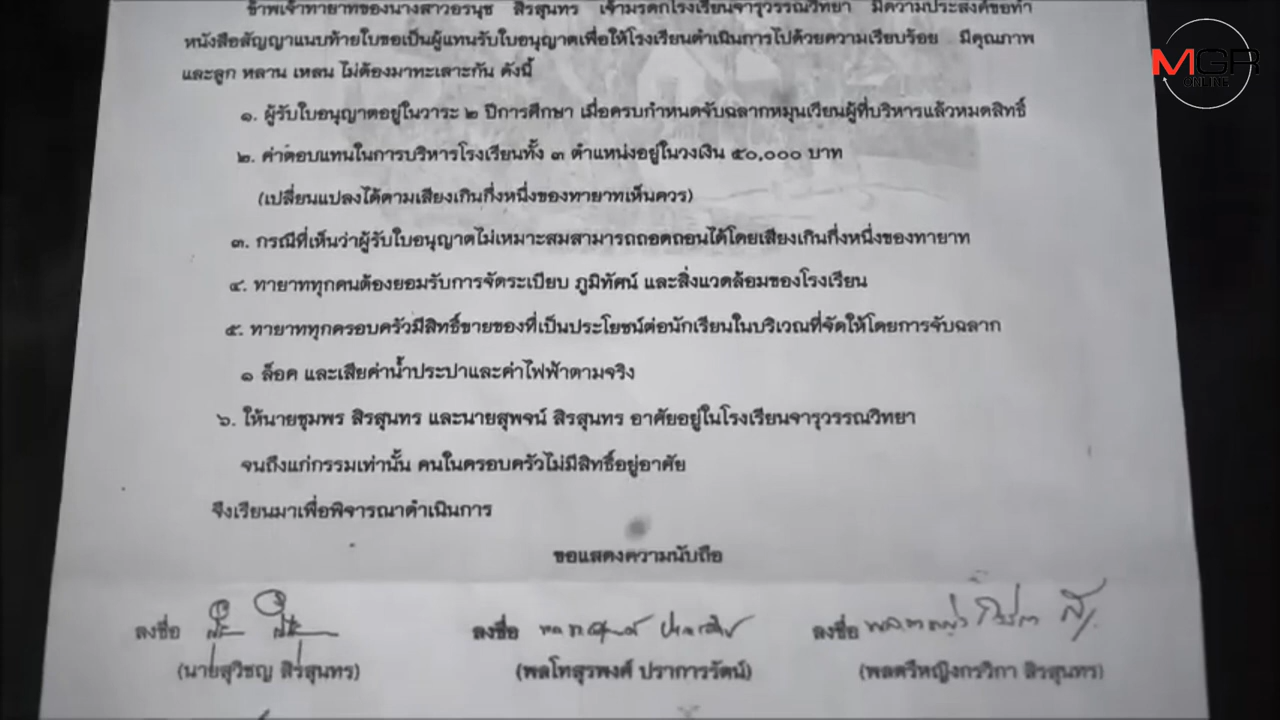 ข้าพเจ้าทายาทของนางสาวอรนุช สิรสุนทร เจ้ามรดกโรงเรียนจารุวรรณวิทยา มีความประสงค์ขอทำ
MGR
ONLINE
หนังสือสัญญาแนบท้ายใบขอเป็นผู้แทนรับใบอนุญาตเพื่อให้โรงเรียนดำเนินการไปด้วยความเรียบร้อย มีคุณภาพ
และลูก หลาน เหลน ไม่ต้องมาทะเลาะกัน ดังนี้
๑. ผู้รับใบอนุญาตอยู่ในวาระ ๒ ปีการศึกษา เมื่อครบกำหนดจับฉลากหมุนเวียนผู้ที่บริหารแล้วหมดสิทธิ์
๒. ค่าตอบแทนในการบริหารโรงเรียนทั้ง ๓ ตำแหน่งอยู่ในวงเงิน ๕๐,๐๐๐ บาท
(เปลี่ยนแปลงได้ตามเสียงเกินกึ่งหนึ่งของทายาทเห็นควร)
๓. กรณีที่เห็นว่าผู้รับใบอนุญาตไม่เหมาะสมสามารถถอดถอนได้โดยเสียงเกินกึ่งหนึ่งของทายาท
๔. ทายาททุกคนต้องยอมรับการจัดระเบียบ ภูมิทัศน์ และสิ่งแวดล้อมของโรงเรียน
๕. ทายาททุกครอบครัวมีสิทธิ์ขายของที่เป็นประโยชน์ต่อนักเรียนในบริเวณที่จัดให้โดยการจับฉลาก
๑ ล็อค และเสียค่าน้ำประปาและค่าไฟฟ้าตามจริง
๖. ให้นายชุมพร สิรสุนทร และนายสุพจน์ สิรสุนทร อาศัยอยู่ในโรงเรียนจารุวรรณวิทยา
จนถึงแก่กรรมเท่านั้น คนในครอบครัวไม่มีสิทธิ์อยู่อาศัย
จึงเรียนมาเพื่อพิจารณาดำเนินการ
ขอแสดงความนับถือ
ลงชื่อ ลงชื่อ ลงชื่อ
(นายสุวิชญ สิรสุนทร) (พลโทสุรพงศ์ ปราการรัตน์) (พลตรีหญิงกรวิกา สิรสุนทร)